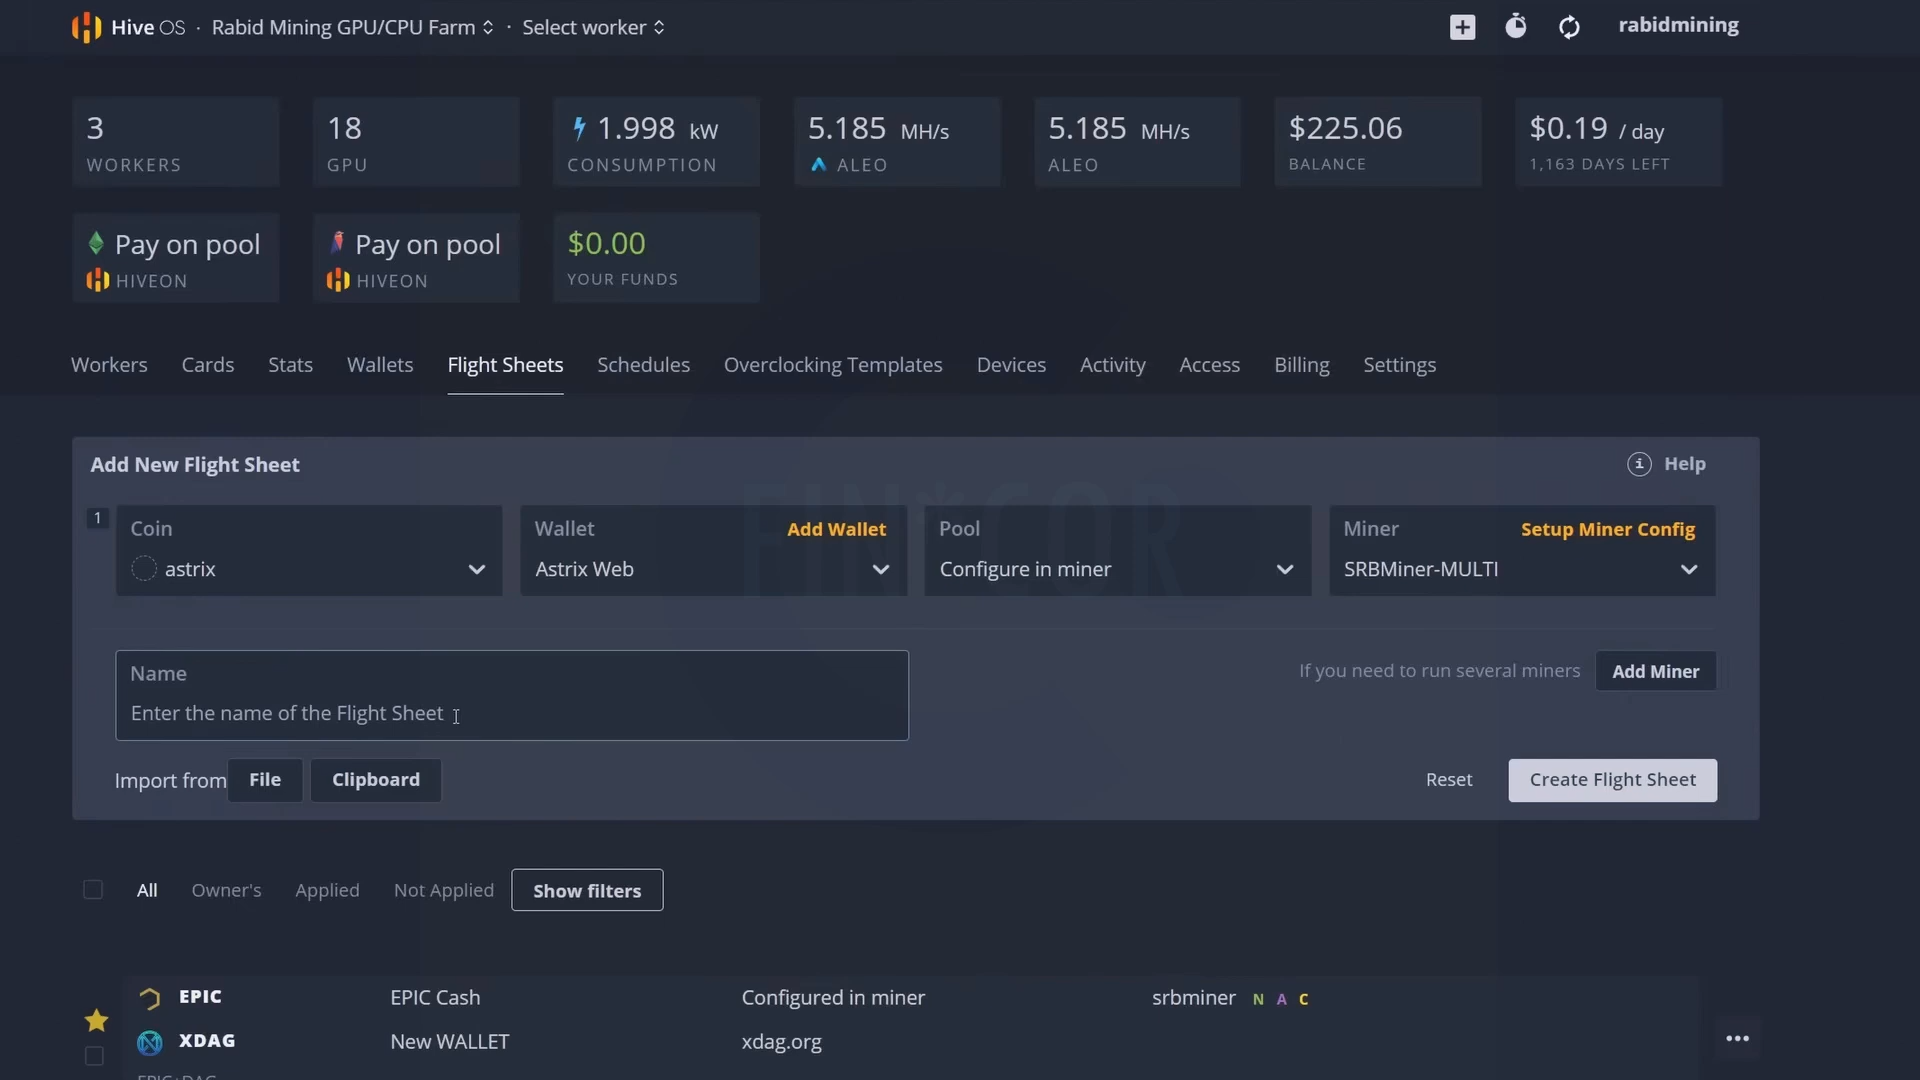 Hive OS · Rabid Mining GPU/CPU Farm · Select worker
rabidmining
3
WORKERS
18
GPU
1.998 kW
CONSUMPTION
5.185 MH/s
ALEO
5.185 MH/s
ALEO
$225.06
BALANCE
$0.19 / day
1,163 DAYS LEFT
Pay on pool
HIVEON
Pay on pool
HIVEON
$0.00
YOUR FUNDS
Workers Cards Stats Wallets Flight Sheets Schedules Overclocking Templates Devices Activity Access Billing Settings
Add New Flight Sheet
Help
1
Coin
astrix
Wallet Add Wallet
Astrix Web
Pool
Configure in miner
Miner Setup Miner Config
SRBMiner-MULTI
FIN*COR
Name
Enter the name of the Flight Sheet
If you need to run several miners Add Miner
Import from File Clipboard
Reset Create Flight Sheet
All Owner's Applied Not Applied Show filters
EPIC EPIC Cash Configured in miner srbminer N A C
XDAG New WALLET xdag.org